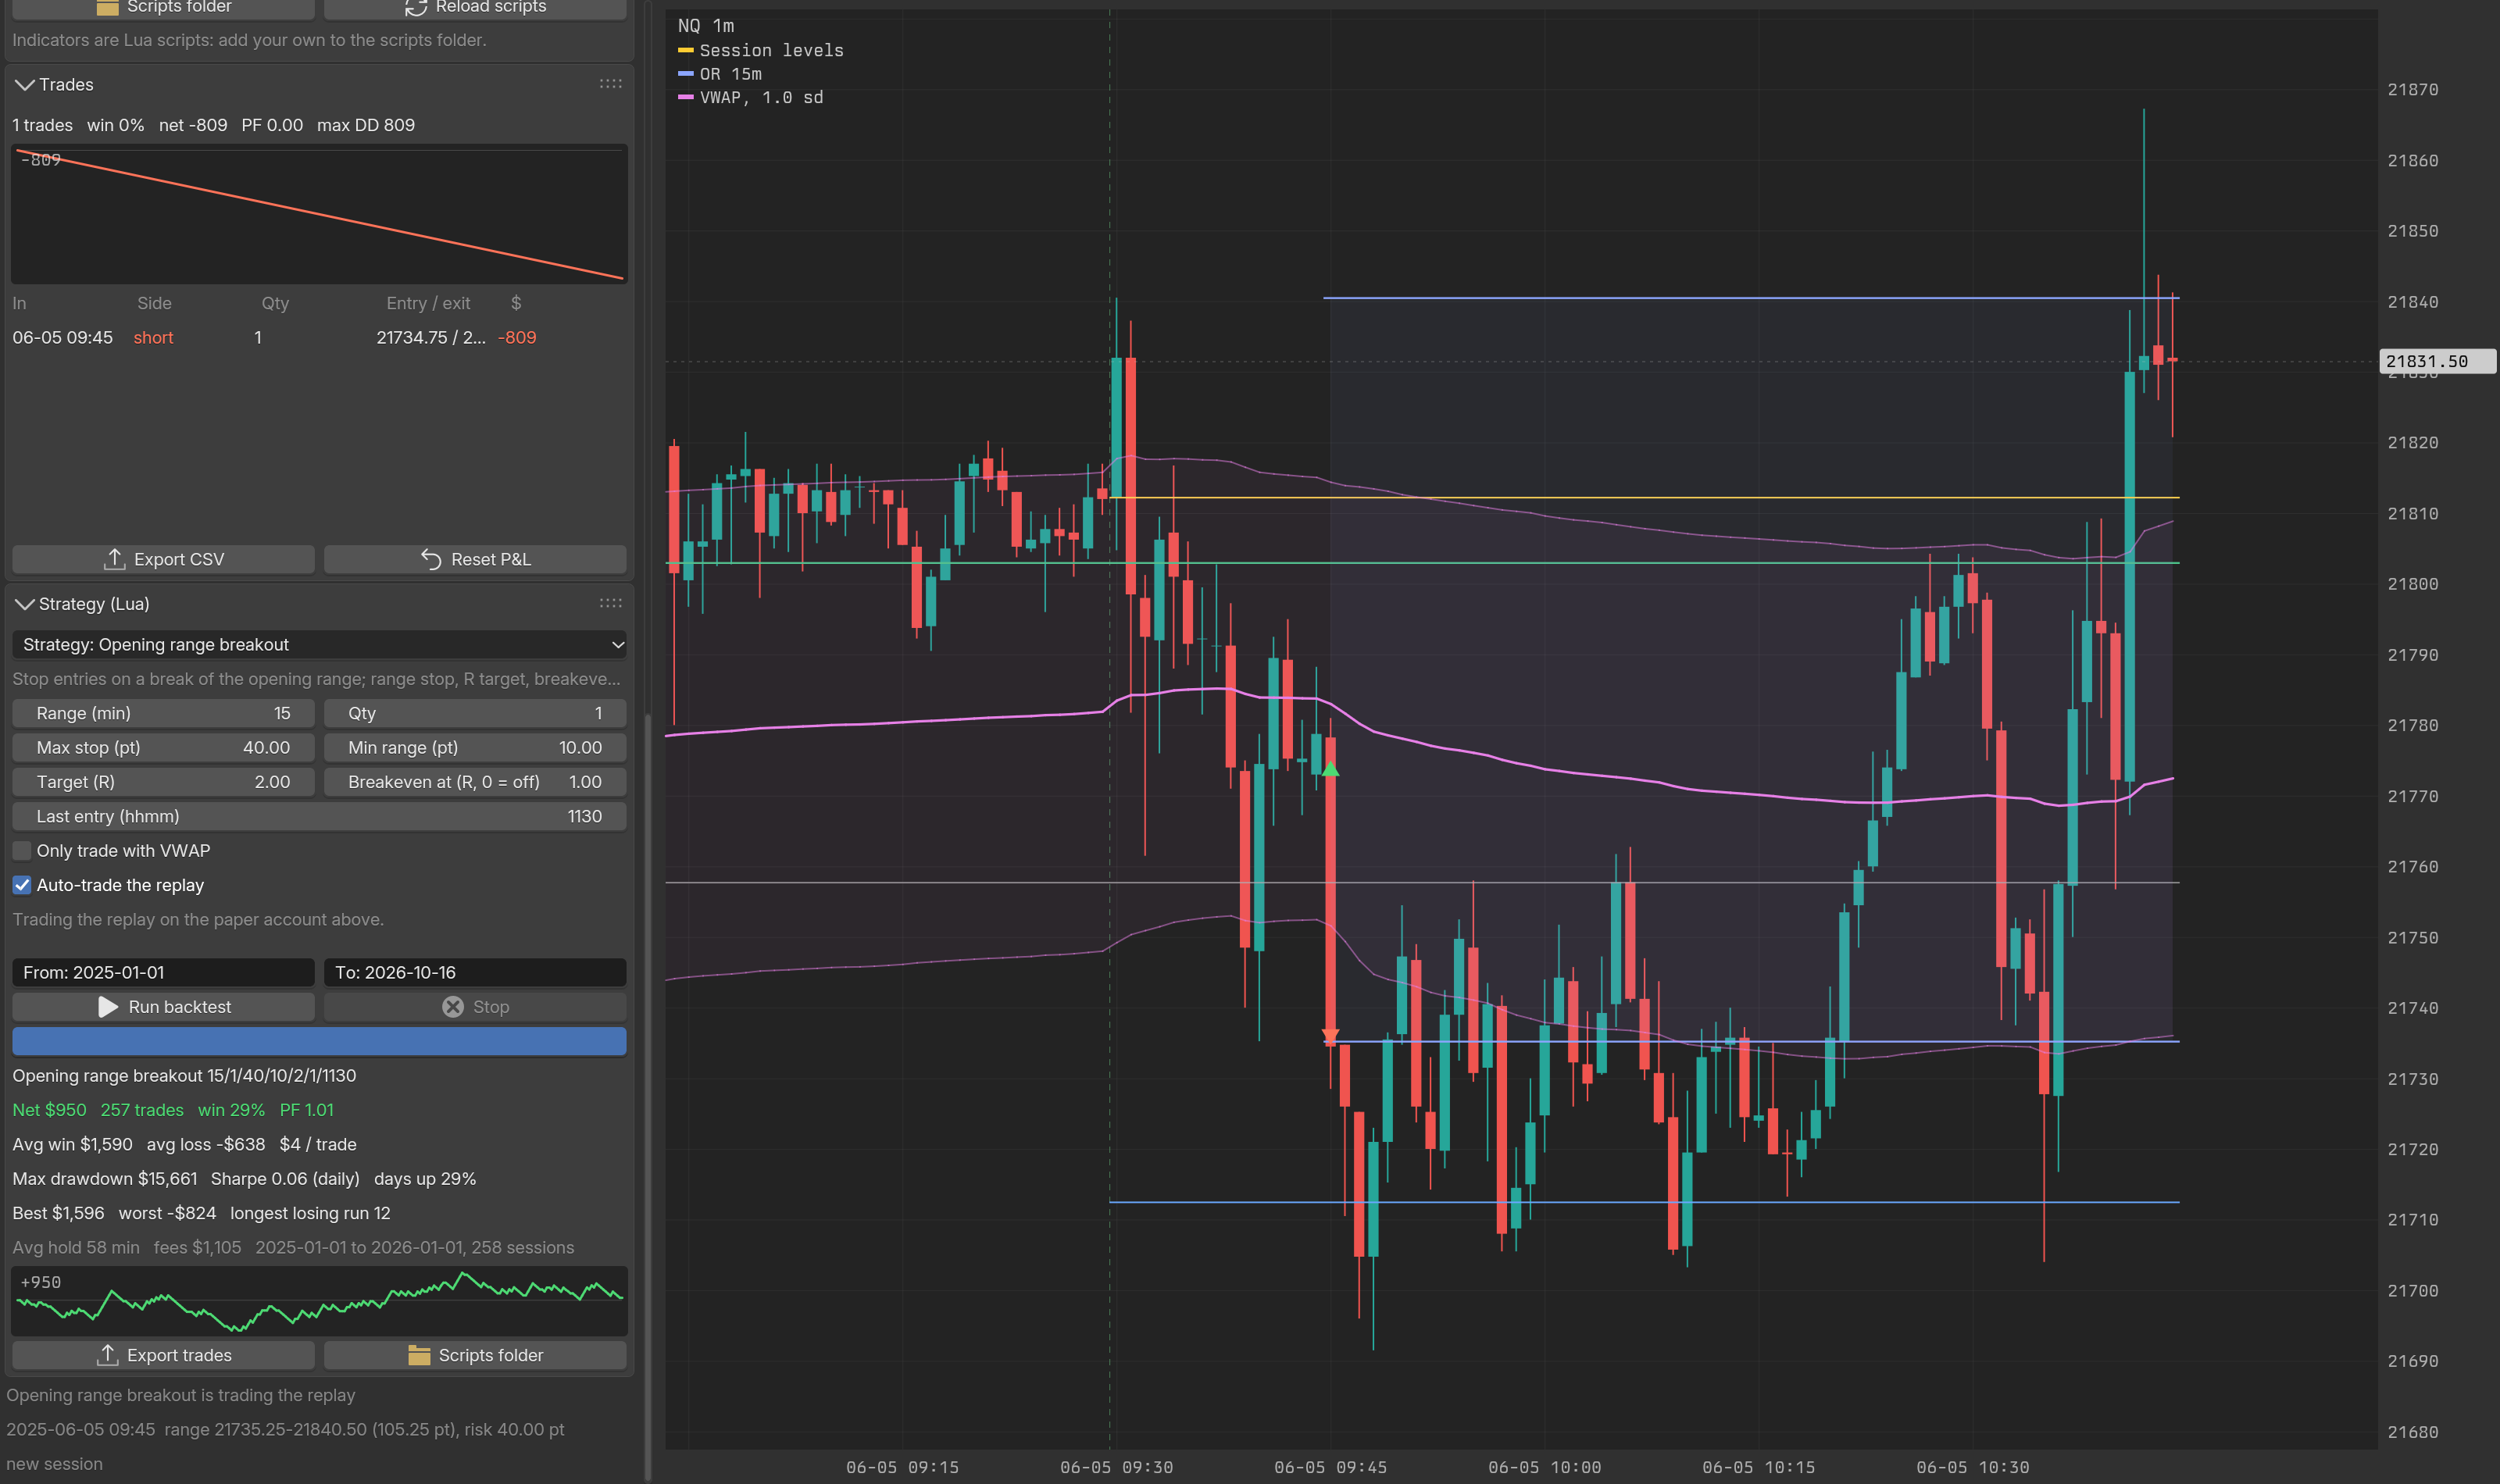 Scripts folder Reload scripts
Indicators are Lua scripts: add your own to the scripts folder.
Trades
1 trades win 0% net -809 PF 0.00 max DD 809
-809
In Side Qty Entry / exit $
06-05 09:45 short 1 21734.75 / 2... -809
Export CSV Reset P&L
Strategy (Lua)
Strategy: Opening range breakout
Stop entries on a break of the opening range; range stop, R target, breakeve...
Range (min) 15 Qty 1
Max stop (pt) 40.00 Min range (pt) 10.00
Target (R) 2.00 Breakeven at (R, 0 = off) 1.00
Last entry (hhmm) 1130
Only trade with VWAP
Auto-trade the replay
Trading the replay on the paper account above.
From: 2025-01-01 To: 2026-10-16
Run backtest Stop
Opening range breakout 15/1/40/10/2/1/1130
Net $950 257 trades win 29% PF 1.01
Avg win $1,590 avg loss -$638 $4 / trade
Max drawdown $15,661 Sharpe 0.06 (daily) days up 29%
Best $1,596 worst -$824 longest losing run 12
Avg hold 58 min fees $1,105 2025-01-01 to 2026-01-01, 258 sessions
+950
Export trades Scripts folder
Opening range breakout is trading the replay
2025-06-05 09:45 range 21735.25-21840.50 (105.25 pt), risk 40.00 pt
new session
NQ 1m
Session levels
OR 15m
VWAP, 1.0 sd
21870
21860
21850
21840
21831.50
21830
21820
21810
21800
21790
21780
21770
21760
21750
21740
21730
21720
21710
21700
21690
21680
06-05 09:15 06-05 09:30 06-05 09:45 06-05 10:00 06-05 10:15 06-05 10:30